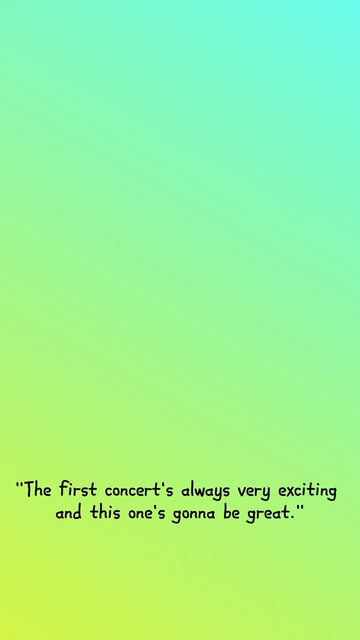 "The first concert's always very exciting
and this one's gonna be great."